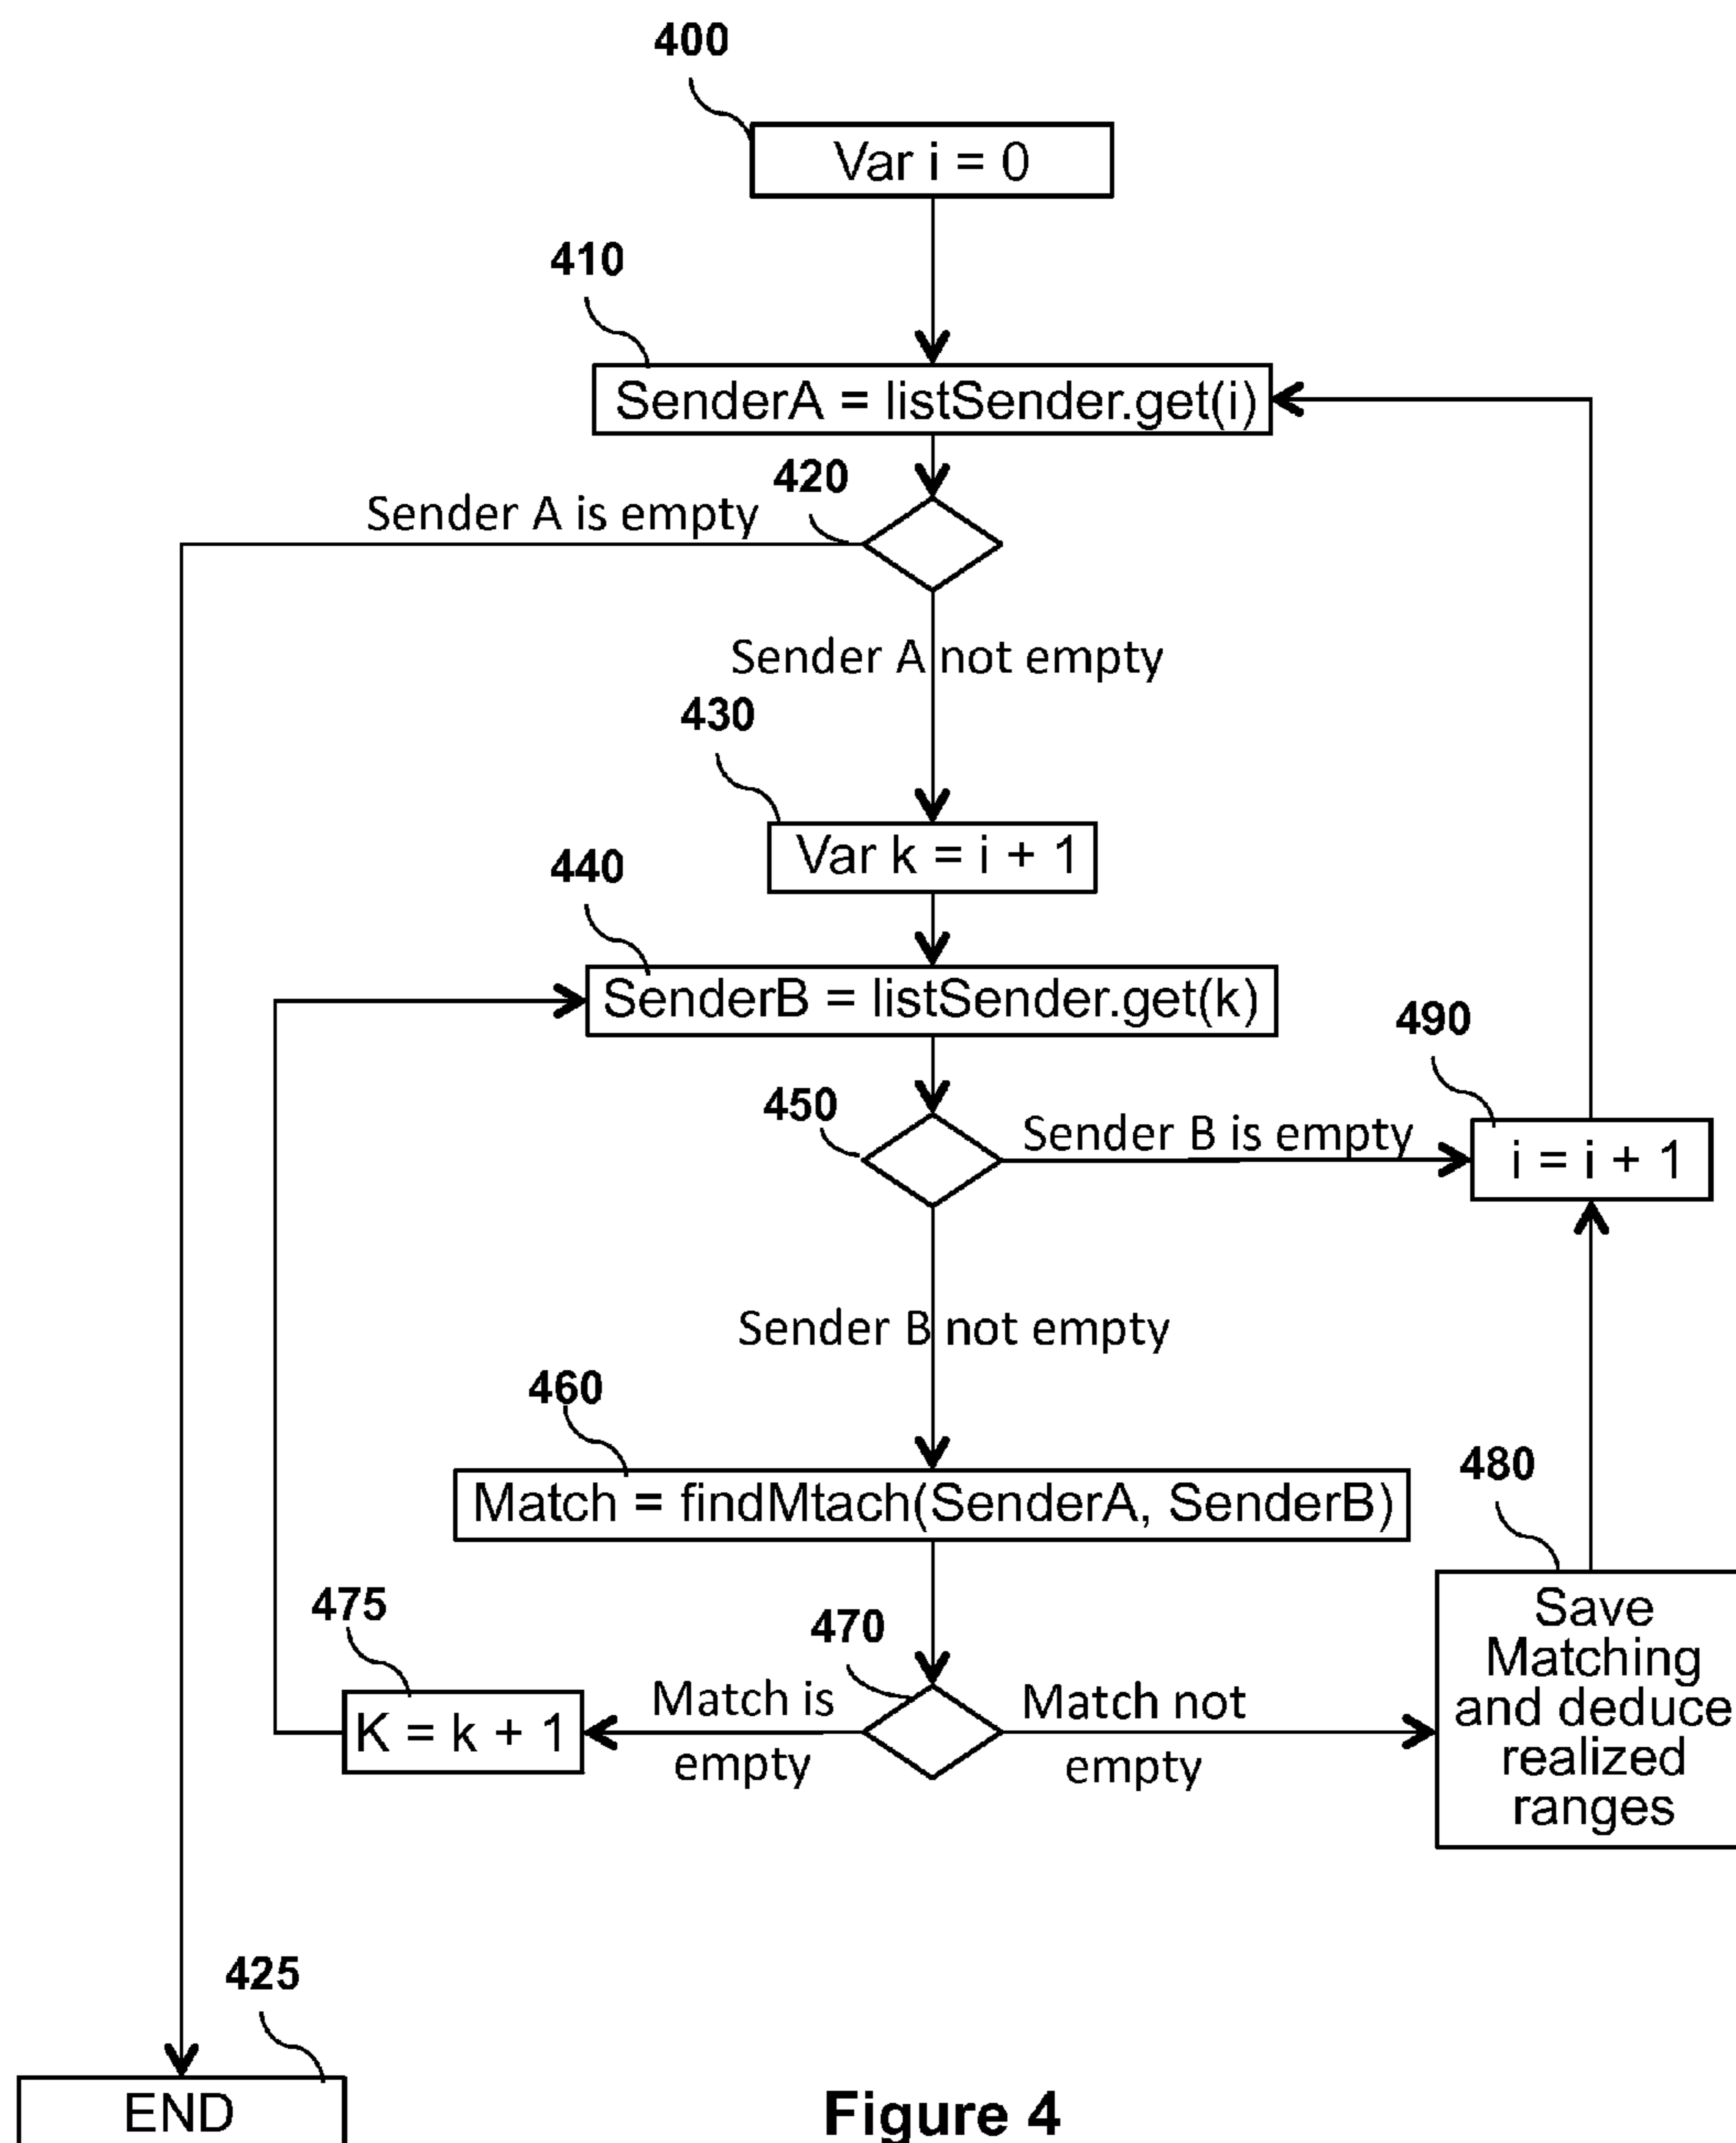 400
Var i = 0
410
SenderA = listSender.get(i)
420
Sender A is empty
Sender A not empty
430
Var k = i + 1
440
SenderB = listSender.get(k)
490
450
Sender B is empty
i = i + 1
Sender B not empty
460
Match = findMtach(SenderA, SenderB)
480
475
470
Save
Matching
and deduce
realized
ranges
Match is
empty
Match not
empty
K = k + 1
425
END
Figure 4